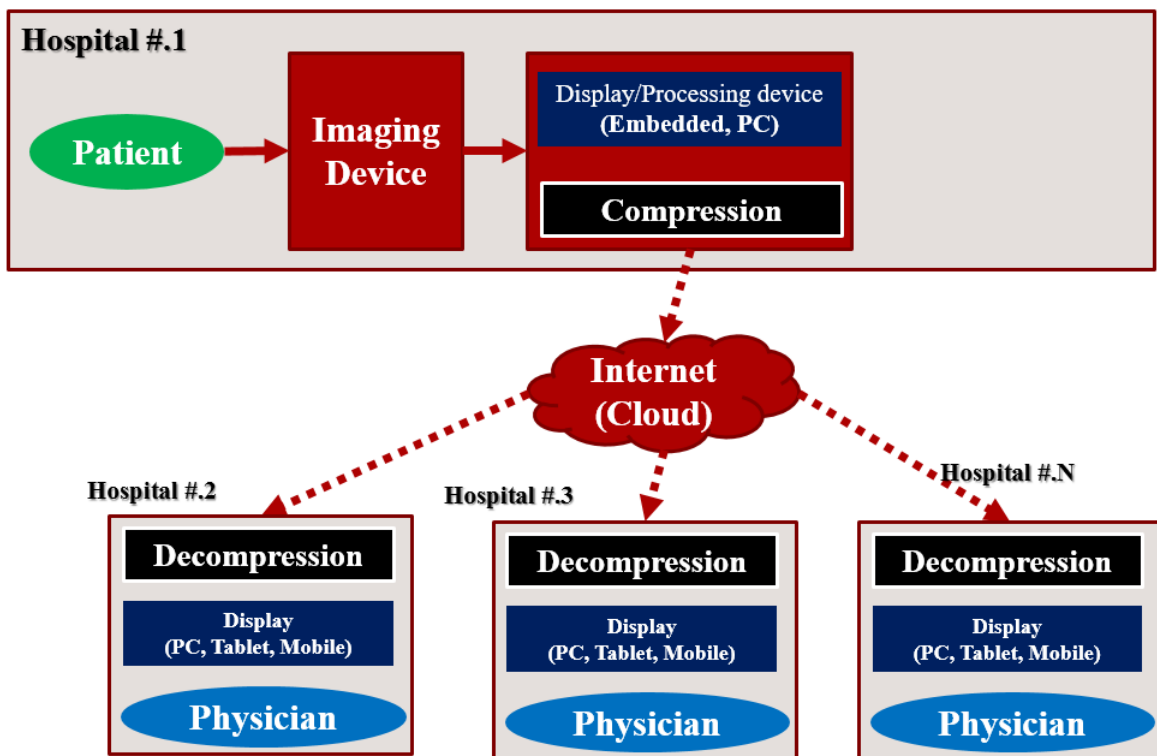 Hospital #.1
Patient
Imaging
Device
Display/Processing device
(Embedded, PC)
Compression
Internet
(Cloud)
Hospital #.2
Decompression
Display
(PC, Tablet, Mobile)
Physician
Hospital #.3
Decompression
Display
(PC, Tablet, Mobile)
Physician
Hospital #.N
Decompression
Display
(PC, Tablet, Mobile)
Physician